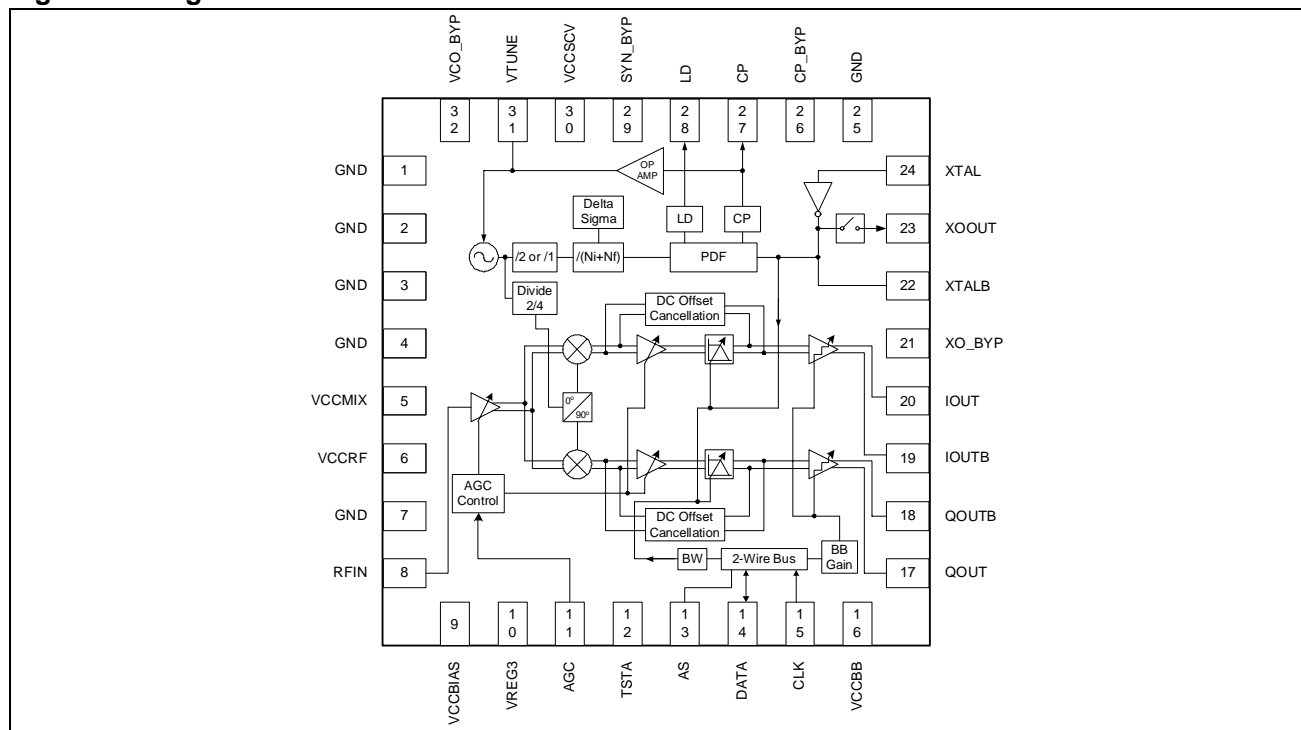 VCO_BYP
VTUNE
VCCSCV
SYN_BYP
LD
CP
CP_BYP
GND
32
31
30
29
28
27
26
25
GND
1
GND
2
GND
3
GND
4
VCCMIX
5
VCCRF
6
GND
7
RFIN
8
24
XTAL
23
XOOUT
22
XTALB
21
XO_BYP
20
IOUT
19
IOUTB
18
QOUTB
17
QOUT
OP
AMP
Delta
Sigma
LD
CP
/2 or /1
/(Ni+Nf)
PDF
Divide
2/4
DC Offset
Cancellation
0º
90º
AGC
Control
DC Offset
Cancellation
BW
2-Wire Bus
BB
Gain
9
10
11
12
13
14
15
16
VCCBIAS
VREG3
AGC
TSTA
AS
DATA
CLK
VCCBB